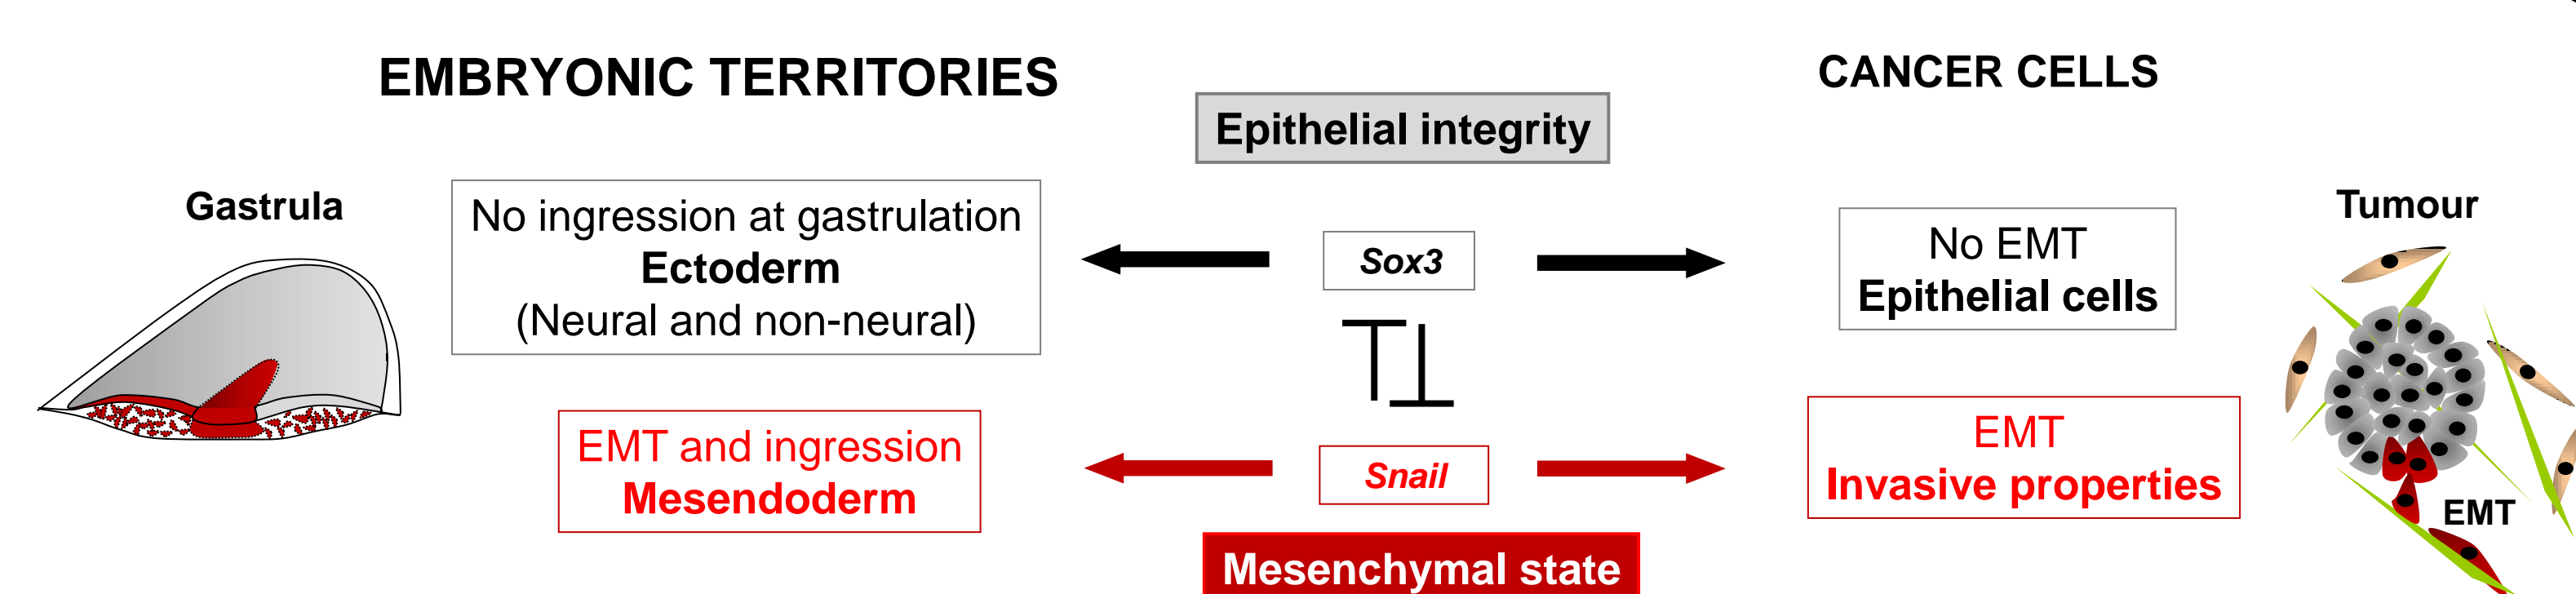 EMBRYONIC TERRITORIES
CANCER CELLS
Epithelial integrity
Gastrula
No ingression at gastrulation
Ectoderm
(Neural and non-neural)
Sox3
No EMT
Epithelial cells
Tumour
EMT and ingression
Mesendoderm
Snail
EMT
Invasive properties
EMT
Mesenchymal state